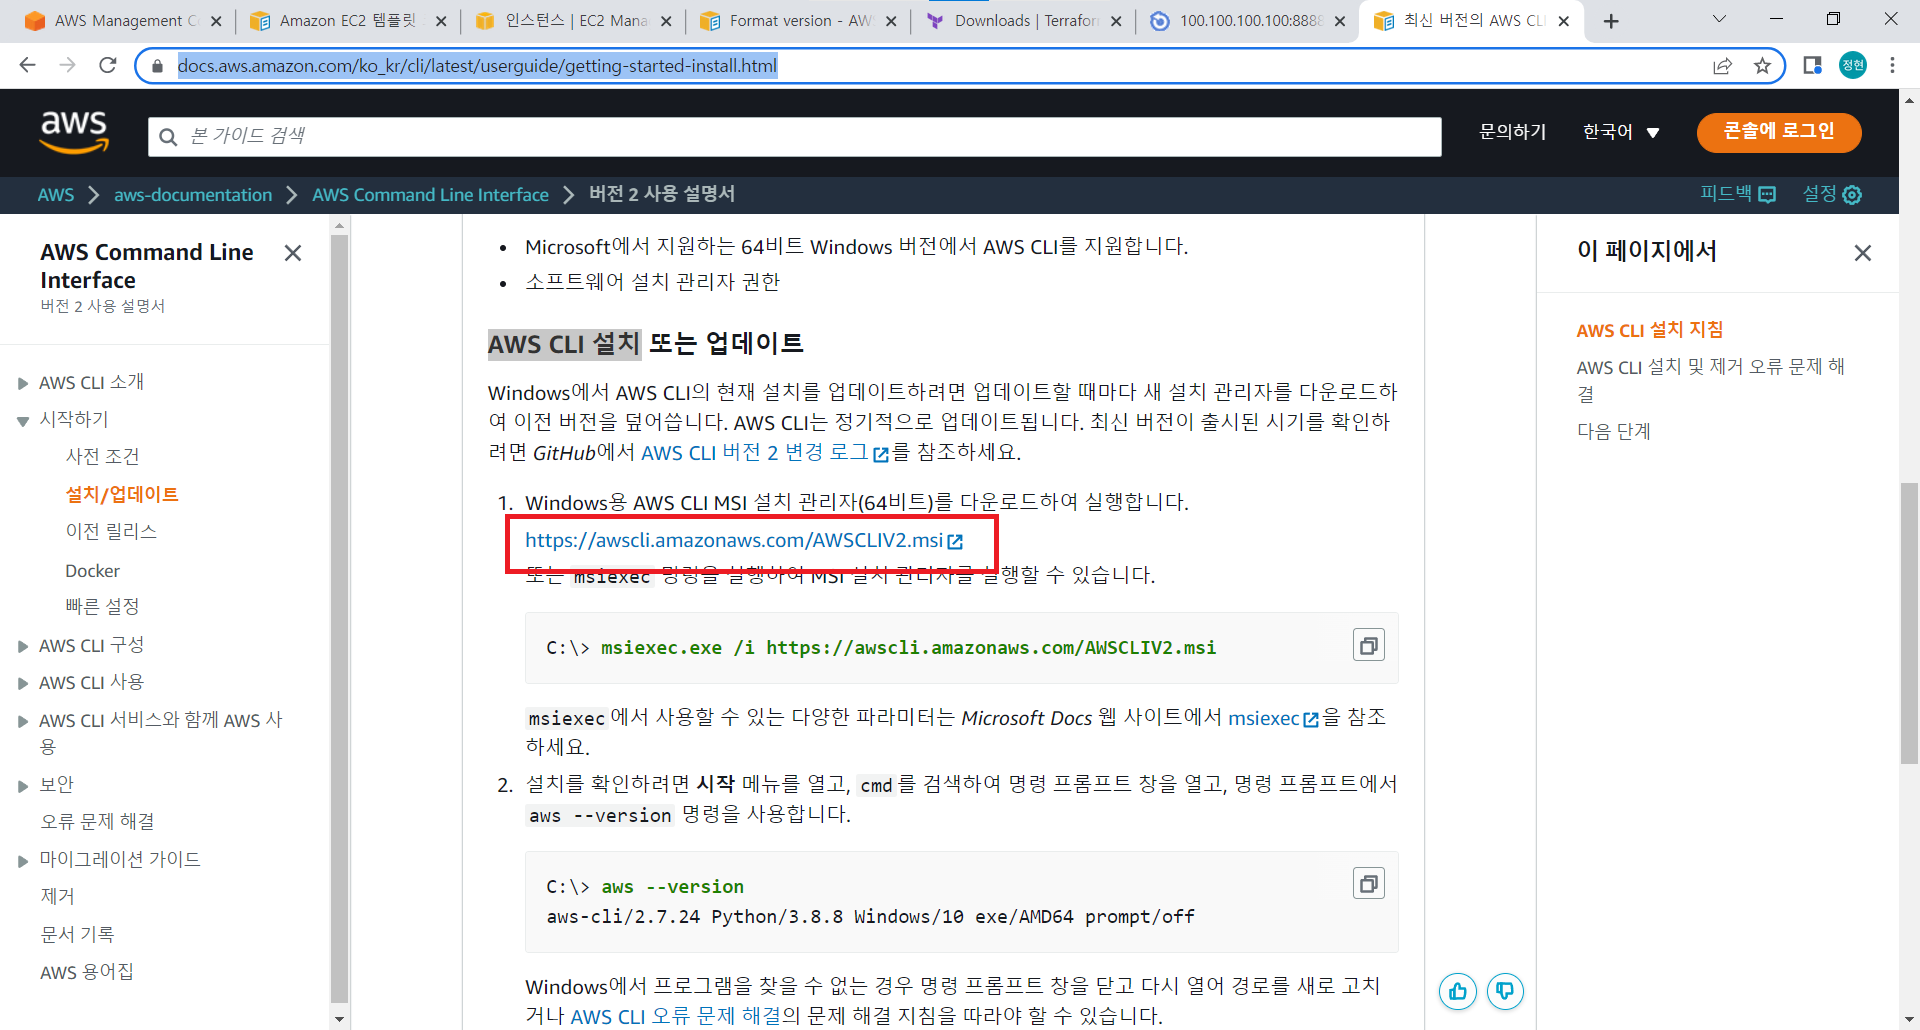 AWS Management C
Amazon EC2 템플릿
인스턴스 | EC2 Mana
Format version - AWS
Downloads | Terrafor
100.100.100.100:8888
최신 버전의 AWS CLI
docs.aws.amazon.com/ko_kr/cli/latest/userguide/getting-started-install.html
정현
aws
본 가이드 검색
문의하기
한국어
콘솔에 로그인
AWS
aws-documentation
AWS Command Line Interface
버전 2 사용 설명서
피드백
설정
AWS Command Line
Interface
버전 2 사용 설명서
AWS CLI 소개
시작하기
사전 조건
설치/업데이트
이전 릴리스
Docker
빠른 설정
AWS CLI 구성
AWS CLI 사용
AWS CLI 서비스와 함께 AWS 사
용
보안
오류 문제 해결
마이그레이션 가이드
제거
문서 기록
AWS 용어집
• Microsoft에서 지원하는 64비트 Windows 버전에서 AWS CLI를 지원합니다.
• 소프트웨어 설치 관리자 권한
AWS CLI 설치 또는 업데이트
Windows에서 AWS CLI의 현재 설치를 업데이트하려면 업데이트할 때마다 새 설치 관리자를 다운로드하
여 이전 버전을 덮어씁니다. AWS CLI는 정기적으로 업데이트됩니다. 최신 버전이 출시된 시기를 확인하
려면 GitHub에서 AWS CLI 버전 2 변경 로그를 참조하세요.
1. Windows용 AWS CLI MSI 설치 관리자(64비트)를 다운로드하여 실행합니다.
https://awscli.amazonaws.com/AWSCLIV2.msi
또는 msiexec 명령을 실행하여 MSI 설치 관리자를 실행할 수 있습니다.
C:\> msiexec.exe /i https://awscli.amazonaws.com/AWSCLIV2.msi
msiexec에서 사용할 수 있는 다양한 파라미터는 Microsoft Docs 웹 사이트에서 msiexec을 참조
하세요.
2. 설치를 확인하려면 시작 메뉴를 열고, cmd를 검색하여 명령 프롬프트 창을 열고, 명령 프롬프트에서
aws --version 명령을 사용합니다.
C:\> aws --version
aws-cli/2.7.24 Python/3.8.8 Windows/10 exe/AMD64 prompt/off
Windows에서 프로그램을 찾을 수 없는 경우 명령 프롬프트 창을 닫고 다시 열어 경로를 새로 고치
거나 AWS CLI 오류 문제 해결의 문제 해결 지침을 따라야 할 수 있습니다.
이 페이지에서
AWS CLI 설치 지침
AWS CLI 설치 및 제거 오류 문제 해
결
다음 단계